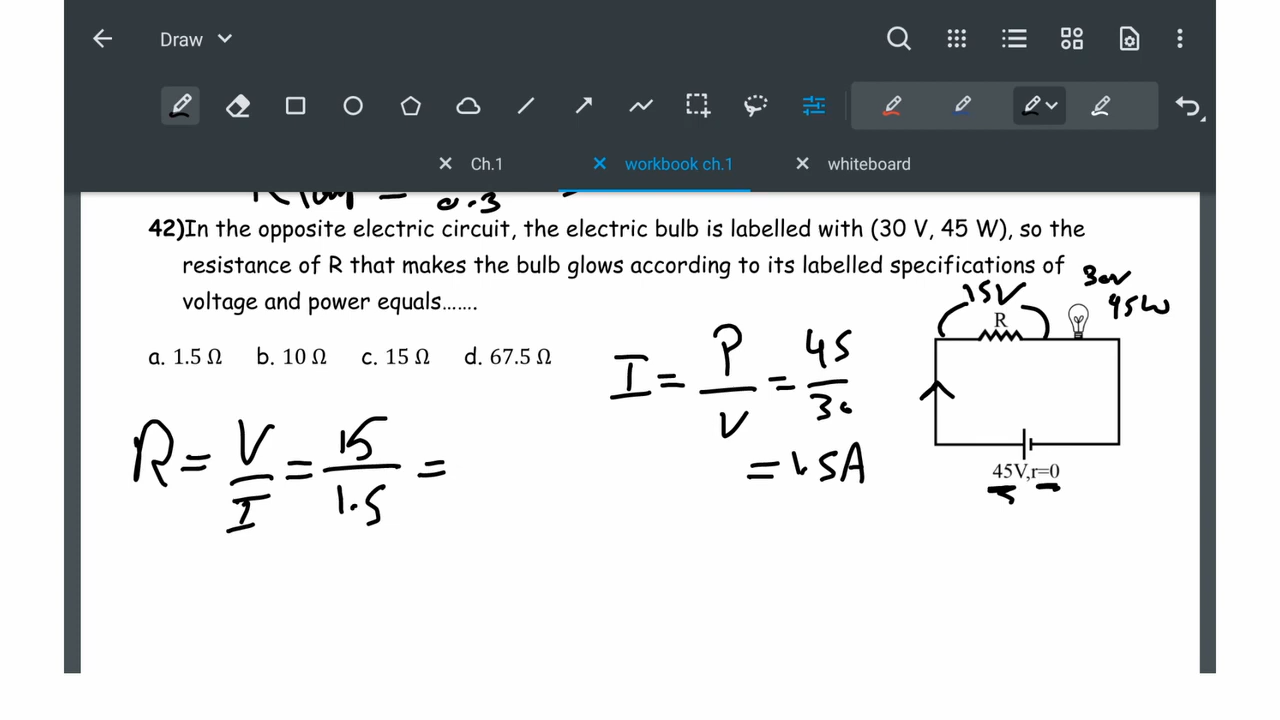 Draw
Ch.1
workbook ch.1
whiteboard
0.3
42)In the opposite electric circuit, the electric bulb is labelled with (30 V, 45 W), so the
resistance of R that makes the bulb glows according to its labelled specifications of
voltage and power equals.......
30V
45W
15V
R
a. 1.5 Ω b. 10 Ω c. 15 Ω d. 67.5 Ω
I = P/V = 45/30
= 1.5A
R = V/I = 15/1.5 =
45V,r=0